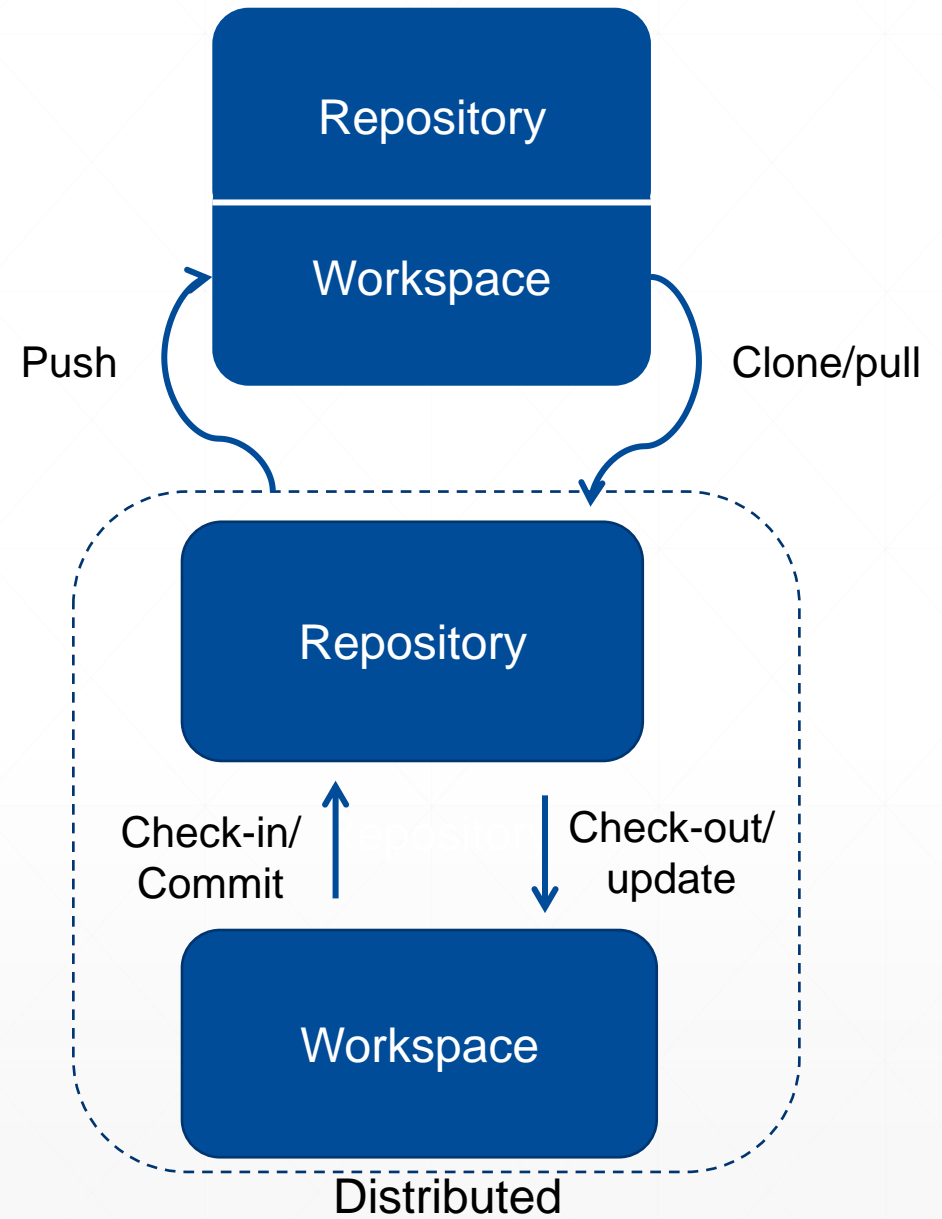 Repository
Workspace
Push
Clone/pull
Repository
Check-in/
Commit
Check-out/
update
Workspace
Distributed